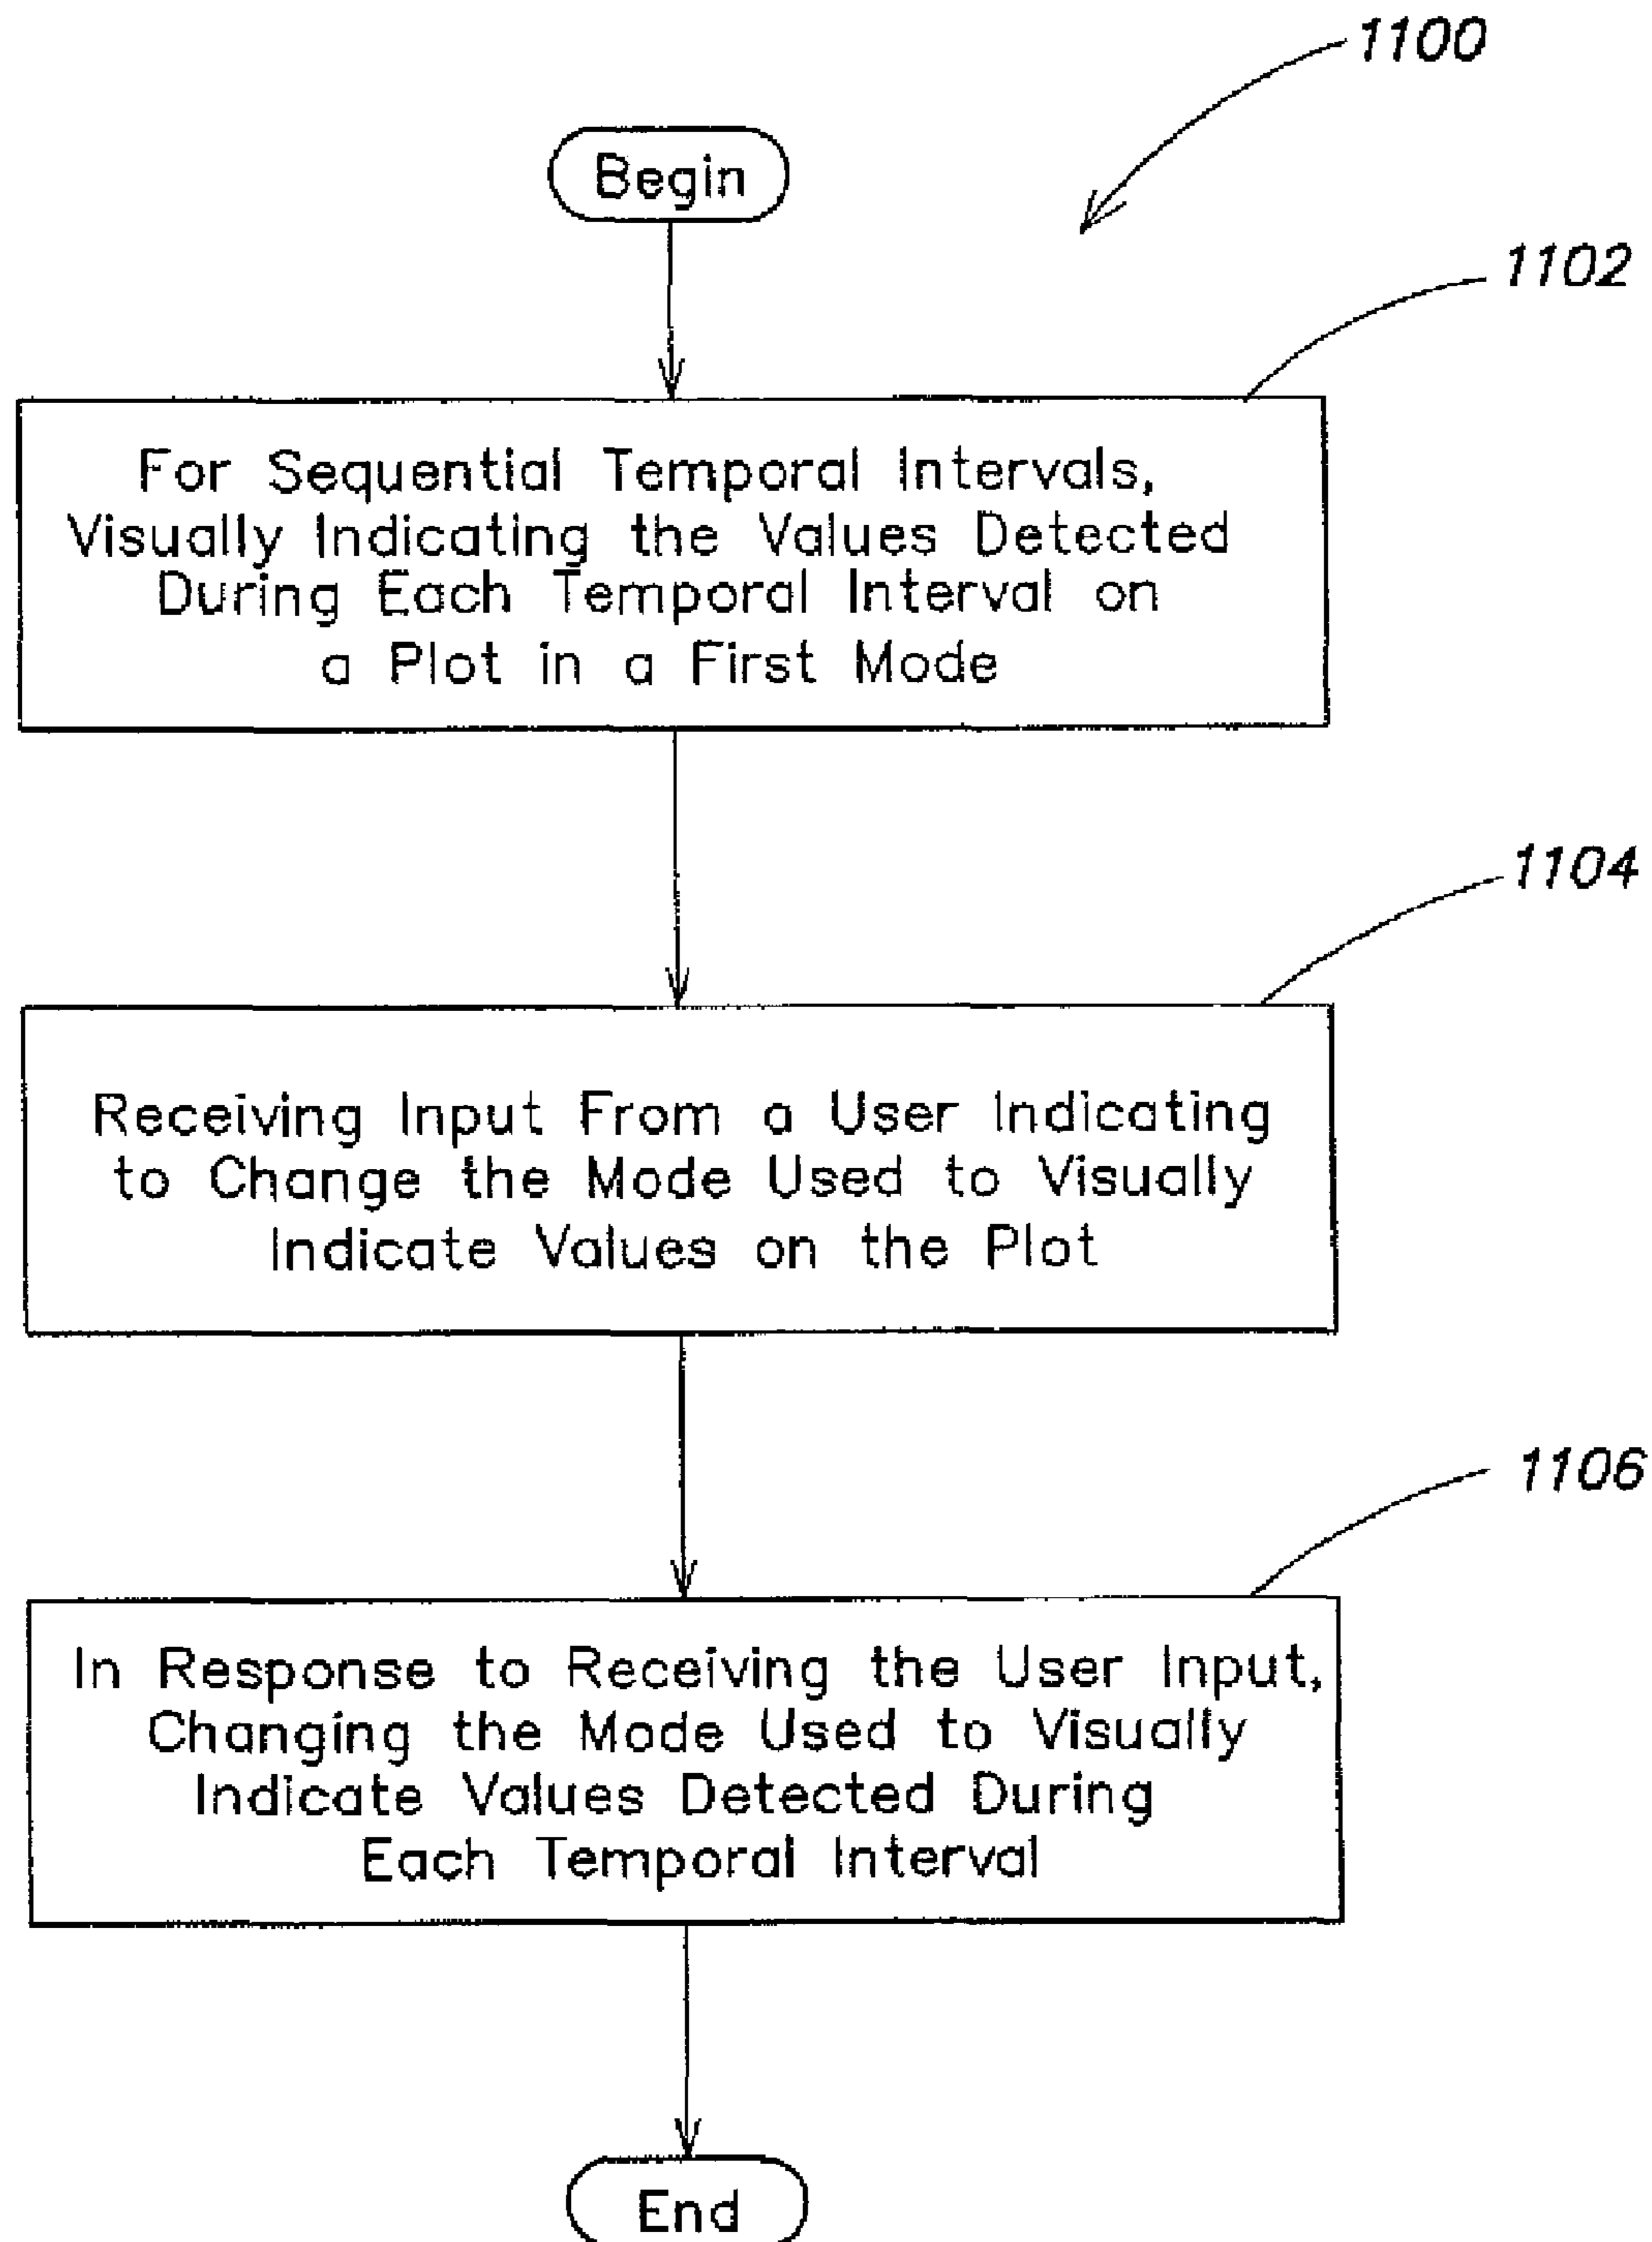 1100
Begin
1102
For Sequential Temporal Intervals,
Visually Indicating the Values Detected
During Each Temporal Interval on
a Plot in a First Mode
1104
Receiving Input From a User Indicating
to Change the Mode Used to Visually
Indicate Values on the Plot
1106
In Response to Receiving the User Input,
Changing the Mode Used to Visually
Indicate Values Detected During
Each Temporal Interval
End